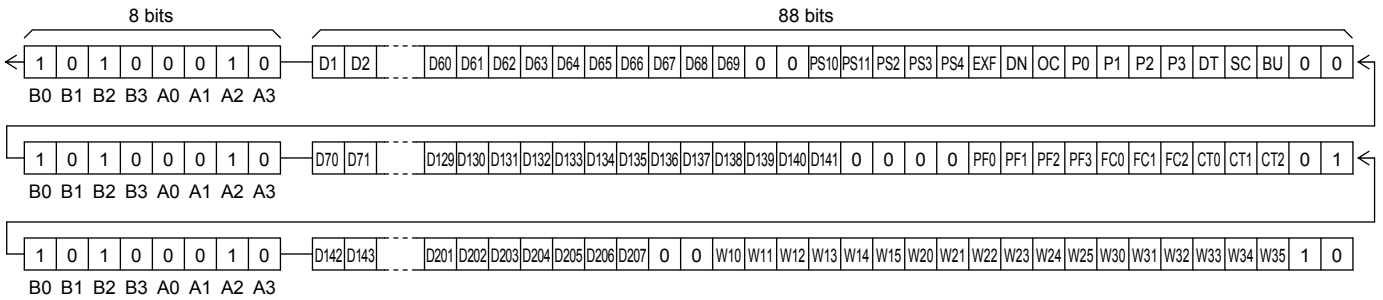 8 bits 88 bits
1 0 1 0 0 0 1 0 D1 D2 D60 D61 D62 D63 D64 D65 D66 D67 D68 D69 0 0 PS10 PS11 PS2 PS3 PS4 EXF DN OC P0 P1 P2 P3 DT SC BU 0 0
B0 B1 B2 B3 A0 A1 A2 A3
1 0 1 0 0 0 1 0 D70 D71 D129 D130 D131 D132 D133 D134 D135 D136 D137 D138 D139 D140 D141 0 0 0 0 PF0 PF1 PF2 PF3 FC0 FC1 FC2 CT0 CT1 CT2 0 1
B0 B1 B2 B3 A0 A1 A2 A3
1 0 1 0 0 0 1 0 D142 D143 D201 D202 D203 D204 D205 D206 D207 0 0 W10 W11 W12 W13 W14 W15 W20 W21 W22 W23 W24 W25 W30 W31 W32 W33 W34 W35 1 0
B0 B1 B2 B3 A0 A1 A2 A3